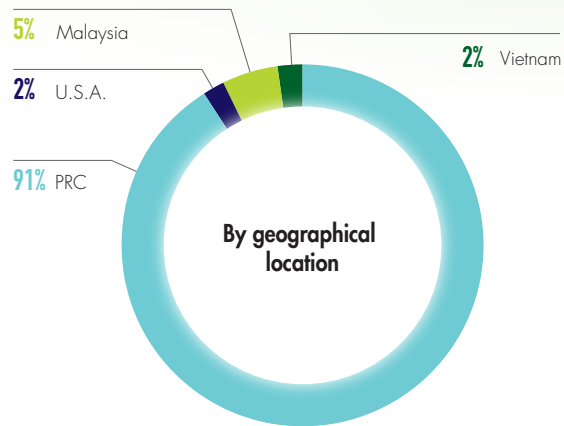 5% Malaysia
2% Vietnam
2% U.S.A.
91% PRC
By geographical
location